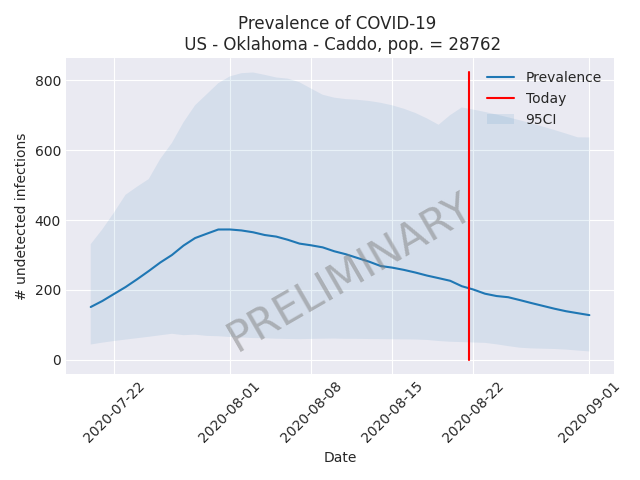 Prevalence of COVID-19
US - Oklahoma - Caddo, pop. = 28762
# undetected infections
800
600
400
200
0
Prevalence
Today
95CI
PRELIMINARY
2020-07-22
2020-08-01
2020-08-08
2020-08-15
2020-08-22
2020-09-01
Date